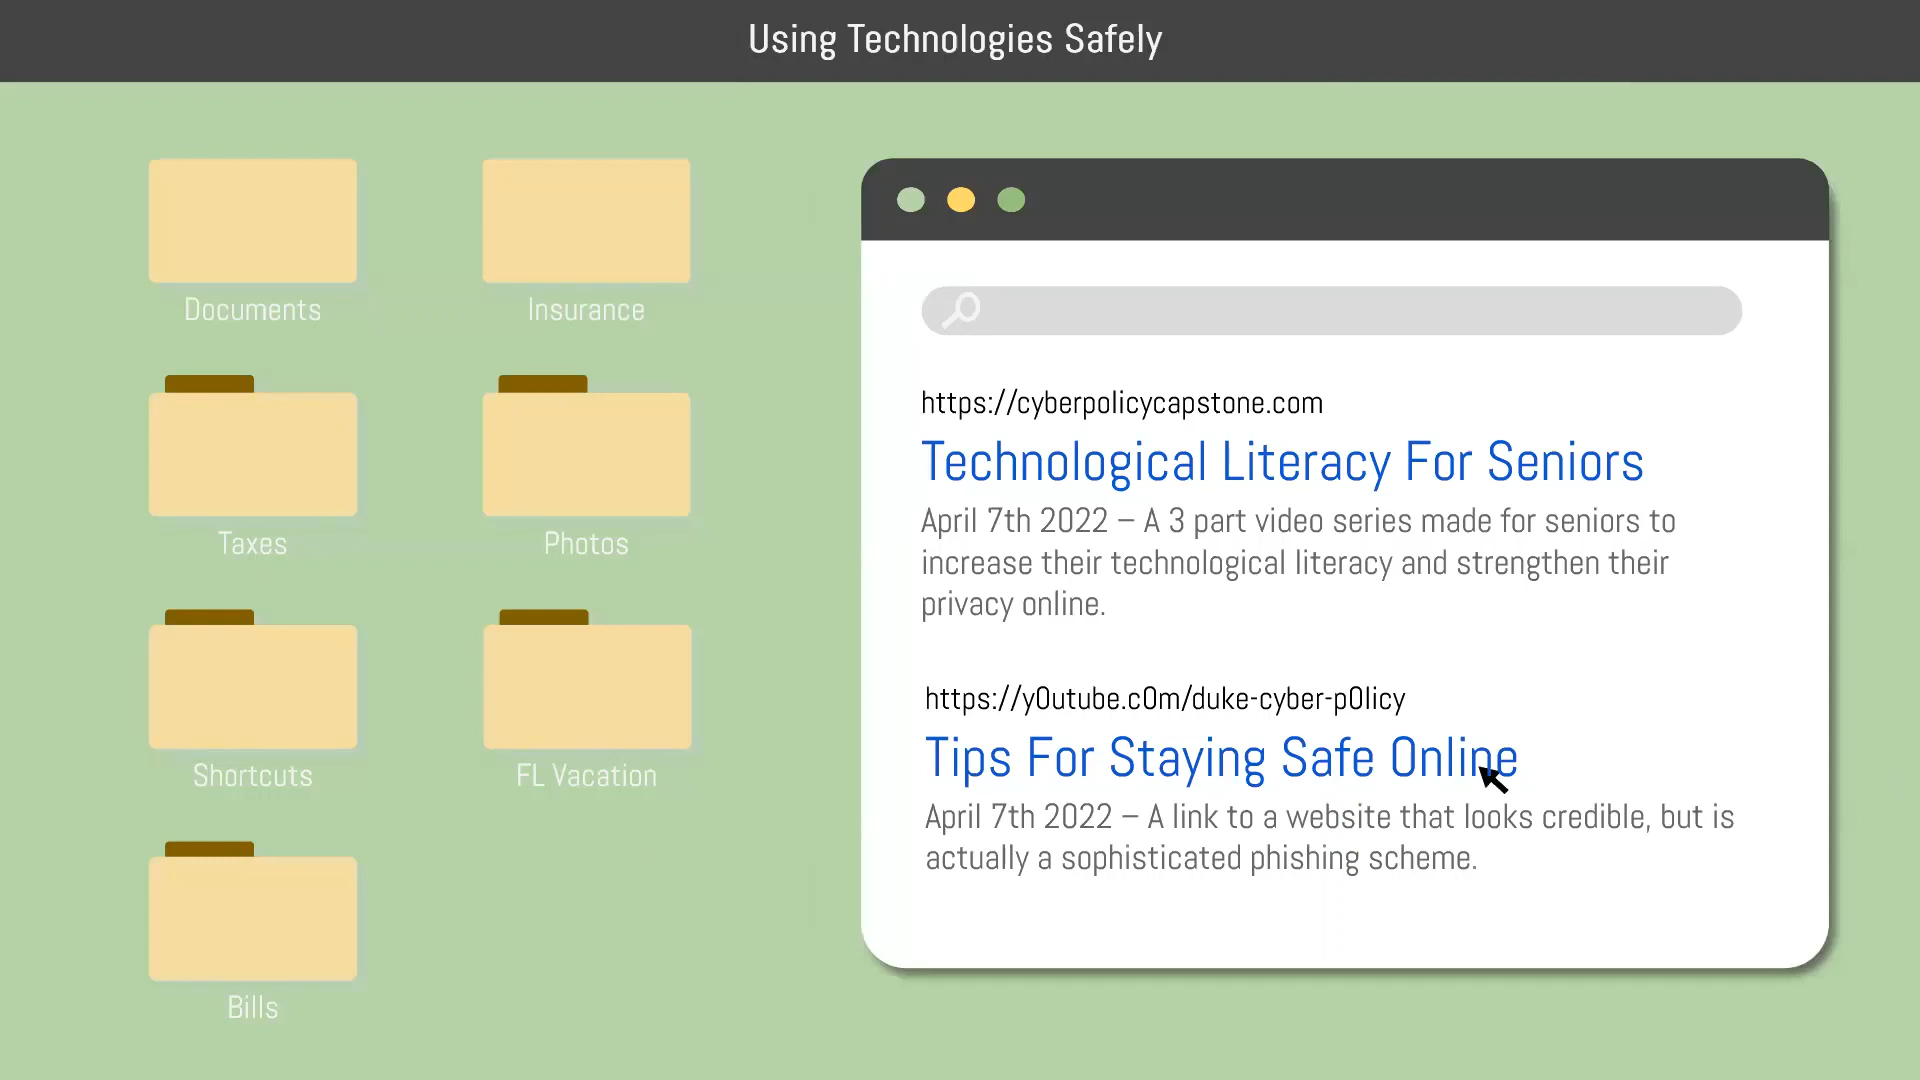 Using Technologies Safely
Documents
Insurance
Taxes
Photos
Shortcuts
FL Vacation
Bills
https://cyberpolicycapstone.com
Technological Literacy For Seniors
April 7th 2022 – A 3 part video series made for seniors to
increase their technological literacy and strengthen their
privacy online.
https://y0utube.c0m/duke-cyber-p0licy
Tips For Staying Safe Online
April 7th 2022 – A link to a website that looks credible, but is
actually a sophisticated phishing scheme.